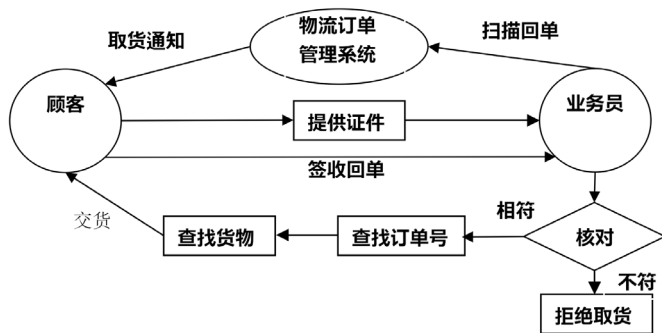 物流订单
管理系统
取货通知
扫描回单
顾客
提供证件
业务员
签收回单
交货
查找货物
查找订单号
相符
核对
不符
拒绝取货